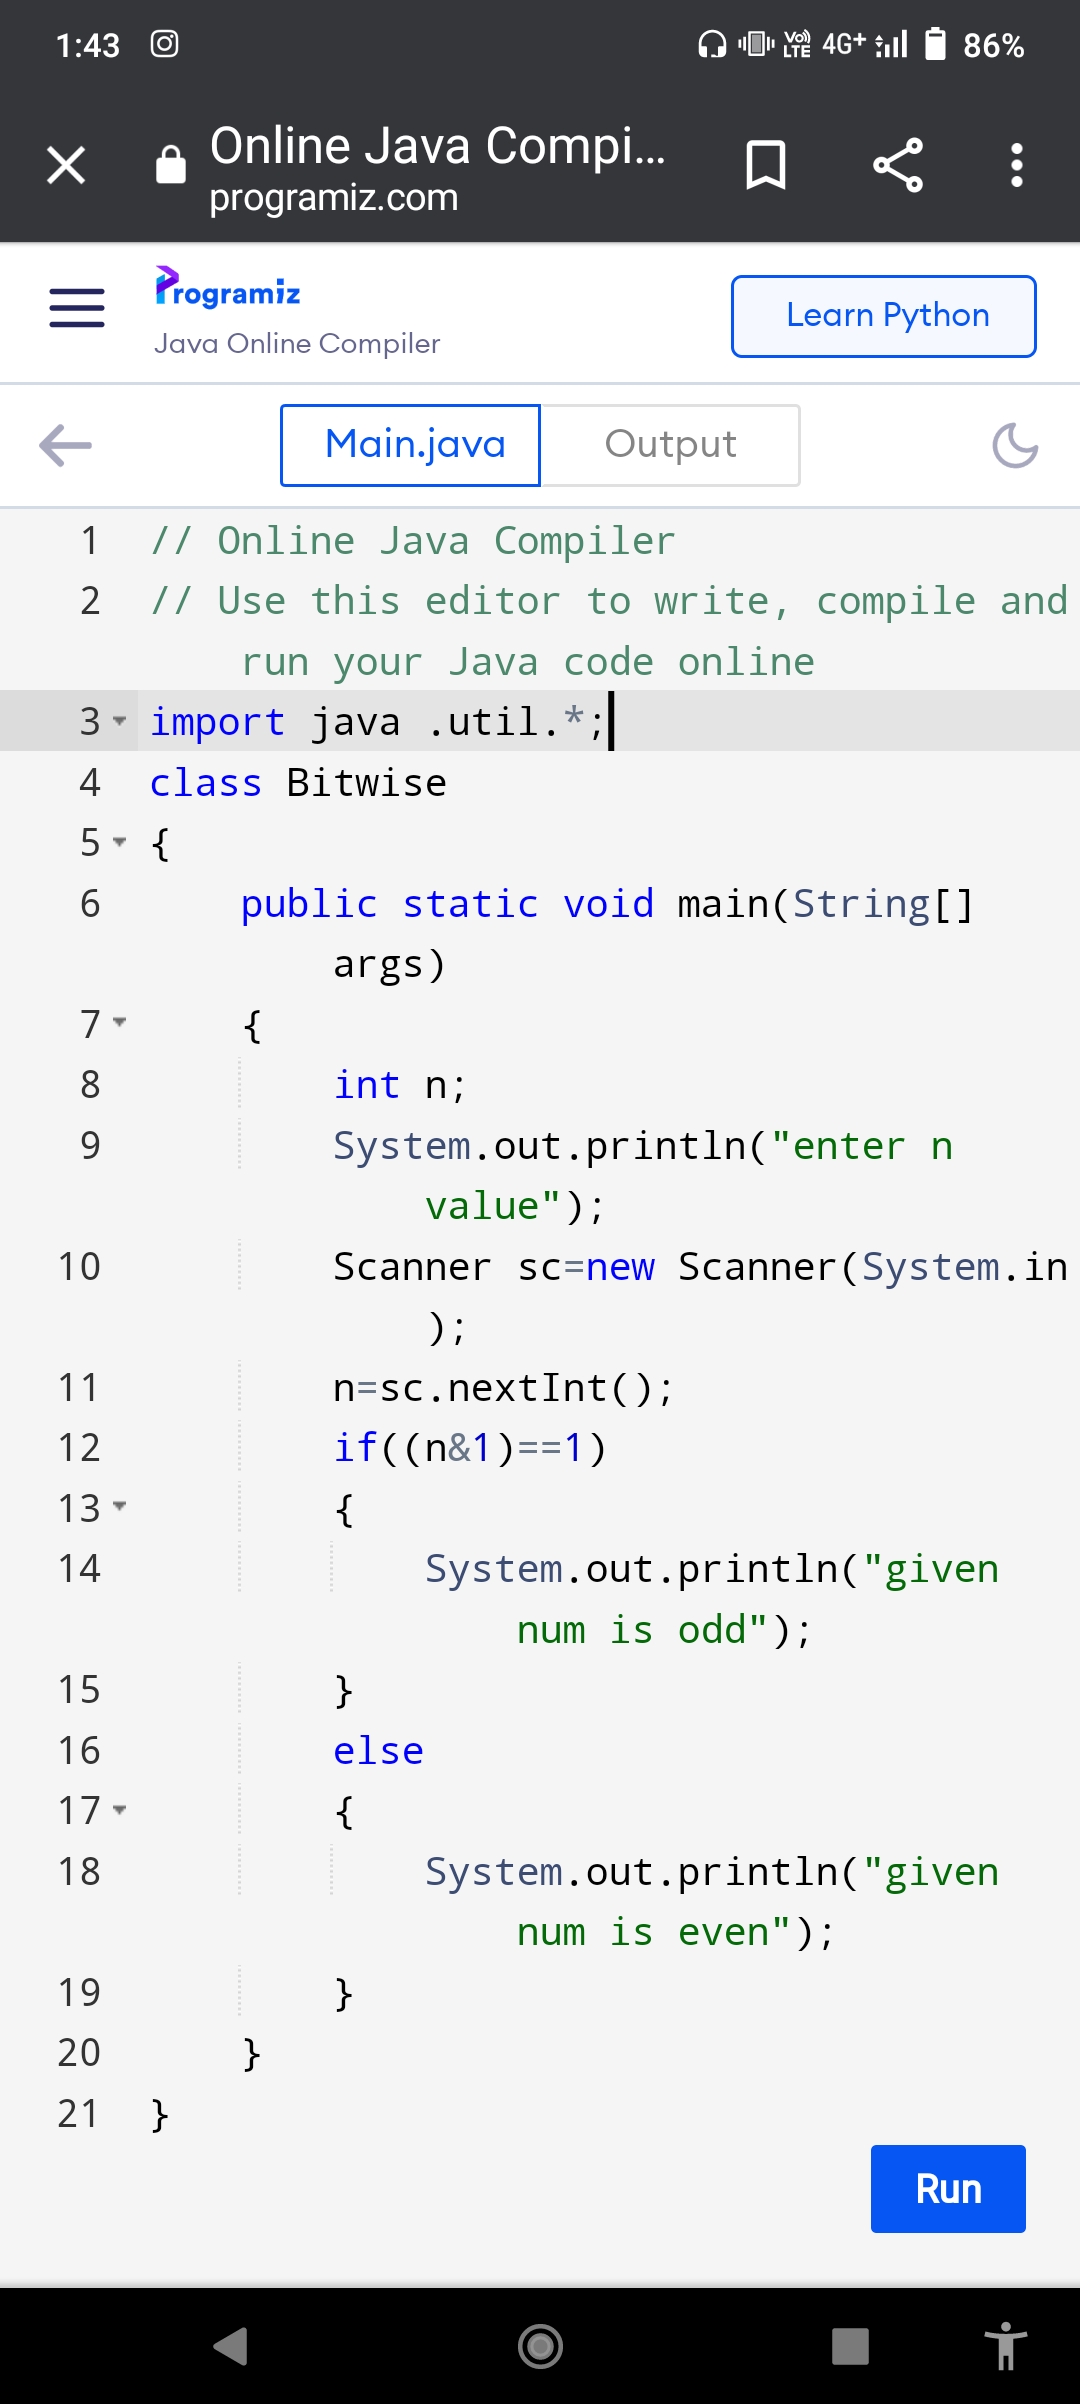 1:43 Vo) LTE 4G+ 86%
Online Java Compi...
programiz.com
Programiz
Java Online Compiler
Learn Python
Main.java Output
1 // Online Java Compiler
2 // Use this editor to write, compile and
run your Java code online
3 import java .util.*;
4 class Bitwise
5 {
6 public static void main(String[]
args)
7 {
8 int n;
9 System.out.println("enter n
value");
10 Scanner sc=new Scanner(System.in
);
11 n=sc.nextInt();
12 if((n&1)==1)
13 {
14 System.out.println("given
num is odd");
15 }
16 else
17 {
18 System.out.println("given
num is even");
19 }
20 }
21 }
Run